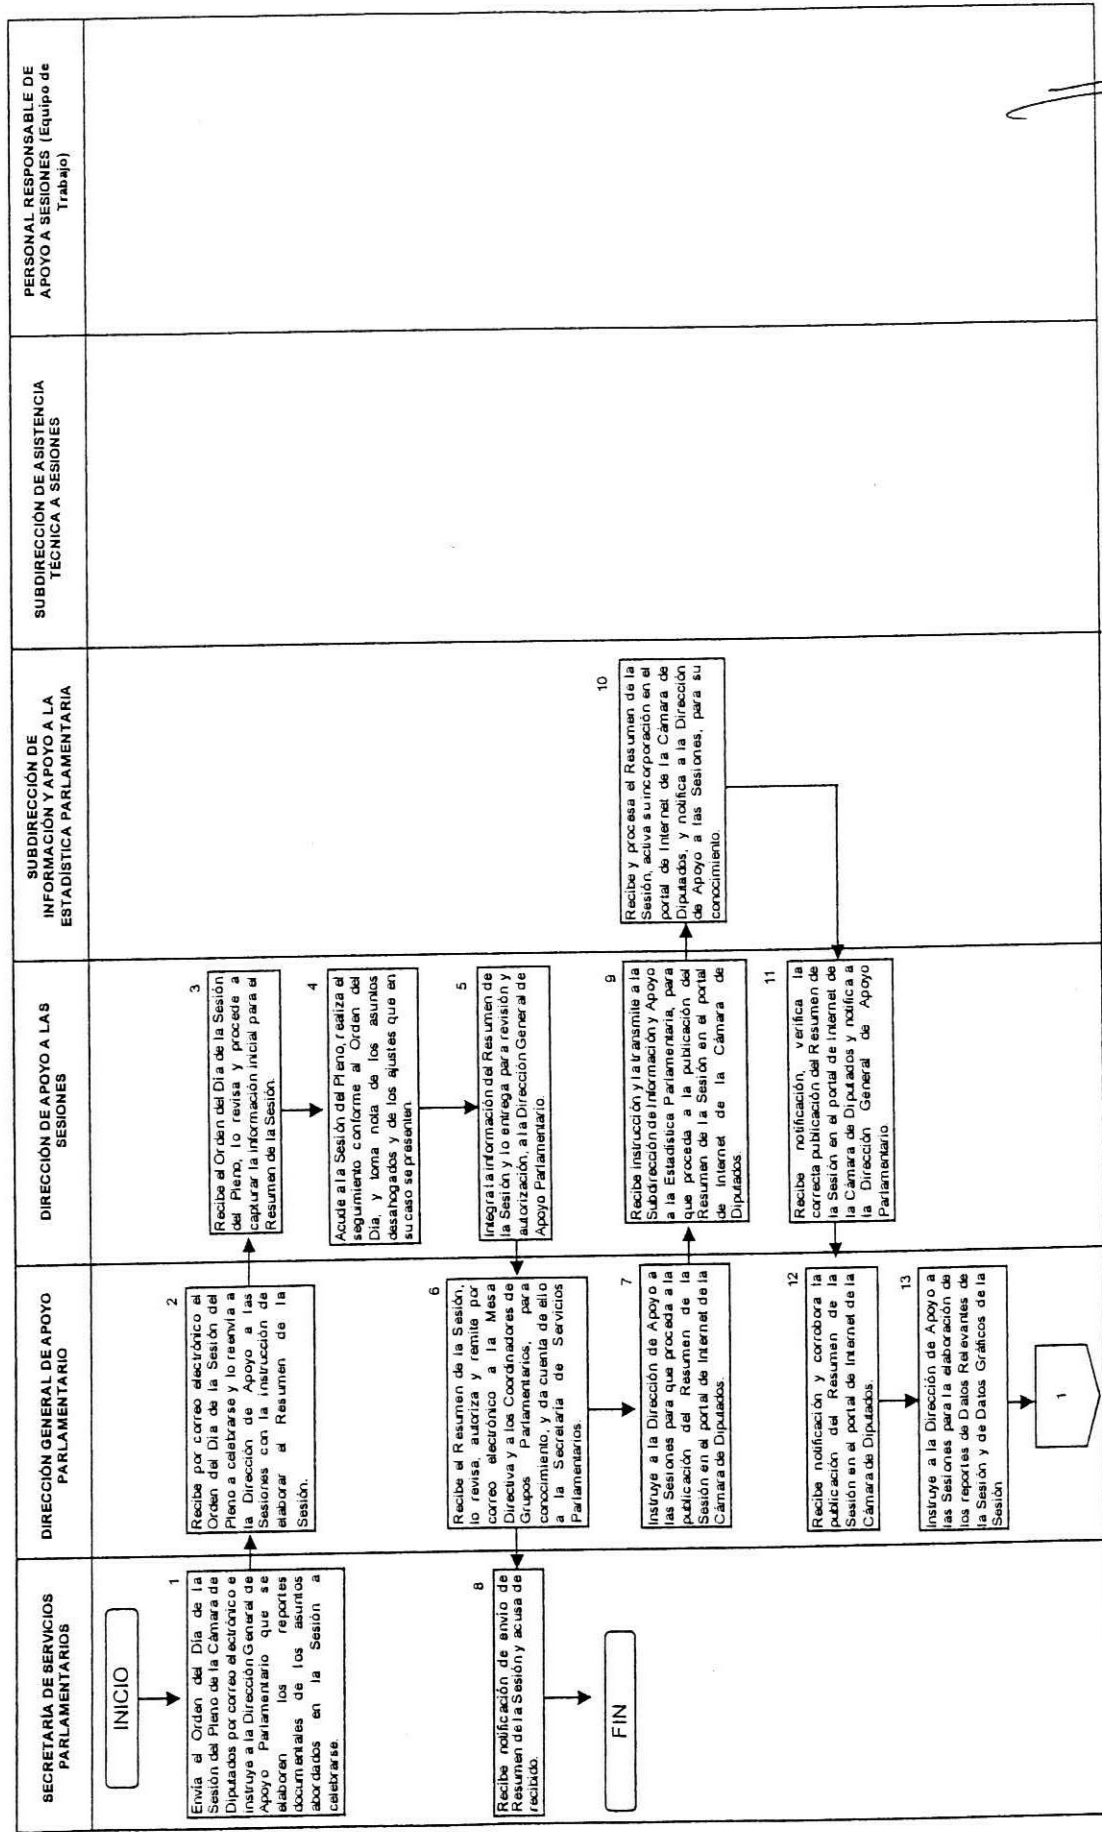 SECRETARÍA DE SERVICIOS
PARLAMENTARIOS
DIRECCIÓN GENERAL DE APOYO
PARLAMENTARIO
DIRECCIÓN DE APOYO A LAS
SESIONES
SUBDIRECCIÓN DE
INFORMACIÓN Y APOYO A LA
ESTADÍSTICA PARLAMENTARIA
SUBDIRECCIÓN DE ASISTENCIA
TÉCNICA A SESIONES
PERSONAL RESPONSABLE DE
APOYO A SESIONES (Equipo de
Trabajo)
INICIO
1
Envía el Orden del Día de la
Sesión del Pleno de la Cámara de
Diputados por correo electrónico e
instruye a la Dirección General de
Apoyo Parlamentario que se
elaboren los reportes
documentales de los asuntos
abordados en la Sesión a
celebrarse.
2
Recibe por correo electrónico el
Orden del Día de la Sesión del
Pleno a celebrarse y lo reenvía a
la Dirección de Apoyo a las
Sesiones con la instrucción de
elaborar el Resumen de la
Sesión.
3
Recibe el Orden del Día de la Sesión
del Pleno, lo revisa y procede a
capturar la información inicial para el
Resumen de la Sesión.
4
Acude a la Sesión del Pleno, realiza el
seguimiento conforme al Orden del
Día, y toma nota de los asuntos
desahogados y de los ajustes que en
su caso se presenten.
5
Integra la información del Resumen de
la Sesión y lo entrega para revisión y
autorización, a la Dirección General de
Apoyo Parlamentario.
6
Recibe el Resumen de la Sesión,
lo revisa, autoriza y remite por
correo electrónico a la Mesa
Directiva y a los Coordinadores de
Grupos Parlamentarios, para
conocimiento, y da cuenta de ello
a la Secretaría de Servicios
Parlamentarios.
7
Instruye a la Dirección de Apoyo a
las Sesiones para que proceda a la
publicación del Resumen de la
Sesión en el portal de Internet de la
Cámara de Diputados.
8
Recibe notificación de envío de
Resumen de la Sesión y acusa de
recibido.
FIN
9
Recibe instrucción y la transmite a la
Subdirección de Información y Apoyo
a la Estadística Parlamentaria, para
que proceda a la publicación del
Resumen de la Sesión en el portal
de Internet de la Cámara de
Diputados.
10
Recibe y procesa el Resumen de la
Sesión, activa su incorporación en el
portal de Internet de la Cámara de
Diputados, y notifica a la Dirección
de Apoyo a las Sesiones, para su
conocimiento.
11
Recibe notificación, verifica la
correcta publicación del Resumen de
la Sesión en el portal de Internet de
la Cámara de Diputados y notifica a
la Dirección General de Apoyo
Parlamentario.
12
Recibe notificación y corrobora la
publicación del Resumen de la
Sesión en el portal de Internet de la
Cámara de Diputados.
13
Instruye a la Dirección de Apoyo a
las Sesiones para la elaboración de
los reportes de Datos Relevantes de
la Sesión y de Datos Gráficos de la
Sesión
1